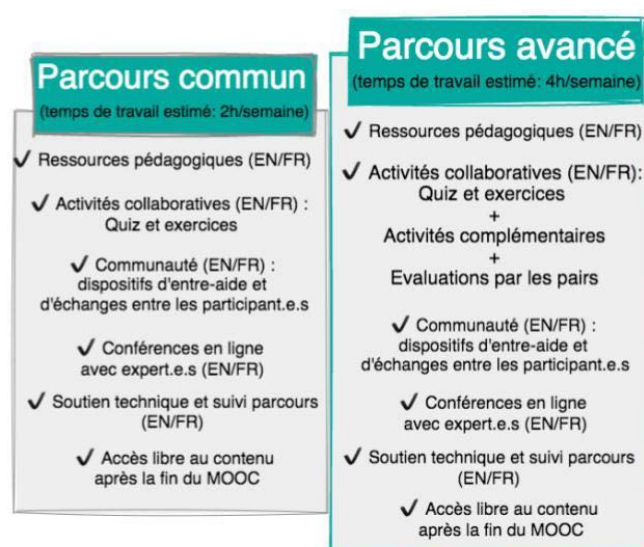 Parcours commun
(temps de travail estimé: 2h/semaine)
✓ Ressources pédagogiques (EN/FR)
✓ Activités collaboratives (EN/FR) :
Quiz et exercices
✓ Communauté (EN/FR) :
dispositifs d'entre-aide et
d'échanges entre les participant.e.s
✓ Conférences en ligne
avec expert.e.s (EN/FR)
✓ Soutien technique et suivi parcours
(EN/FR)
✓ Accès libre au contenu
après la fin du MOOC
Parcours avancé
(temps de travail estimé: 4h/semaine)
✓ Ressources pédagogiques (EN/FR)
✓ Activités collaboratives (EN/FR):
Quiz et exercices
+
Activités complémentaires
+
Evaluations par les pairs
✓ Communauté (EN/FR) :
dispositifs d'entre-aide et
d'échanges entre les participant.e.s
✓ Conférences en ligne
avec expert.e.s (EN/FR)
✓ Soutien technique et suivi parcours
(EN/FR)
✓ Accès libre au contenu
après la fin du MOOC